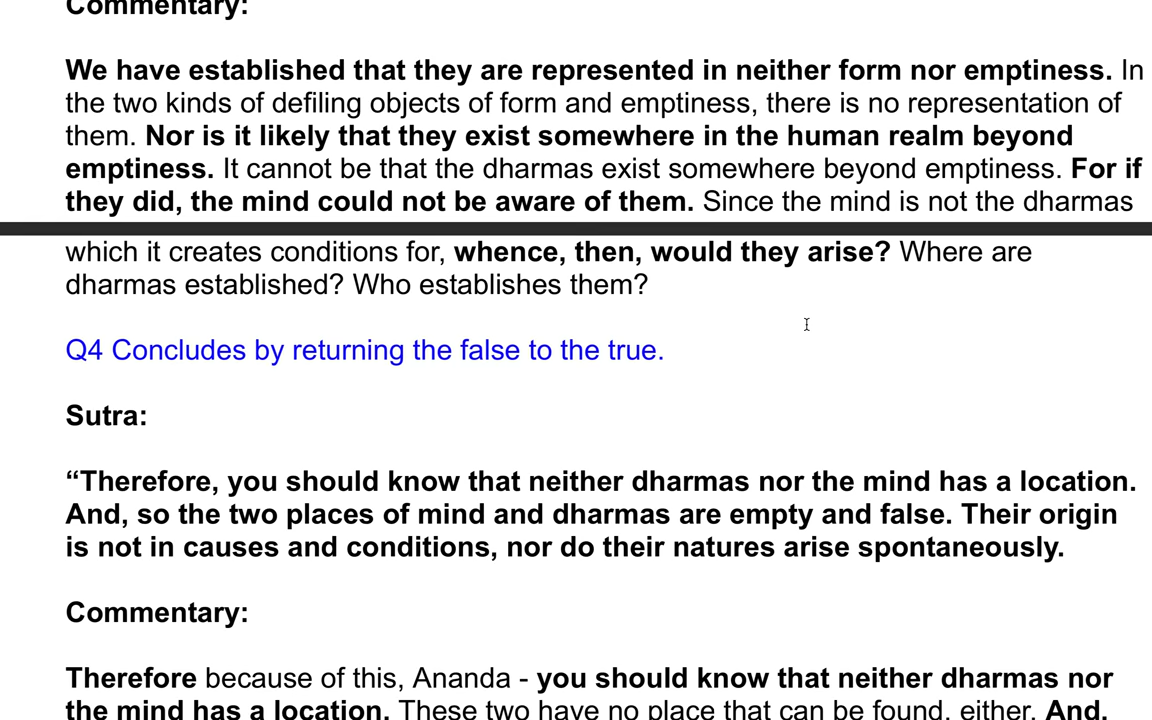 Commentary:
We have established that they are represented in neither form nor emptiness. In
the two kinds of defiling objects of form and emptiness, there is no representation of
them. Nor is it likely that they exist somewhere in the human realm beyond
emptiness. It cannot be that the dharmas exist somewhere beyond emptiness. For if
they did, the mind could not be aware of them. Since the mind is not the dharmas
which it creates conditions for, whence, then, would they arise? Where are
dharmas established? Who establishes them?
Q4 Concludes by returning the false to the true.
Sutra:
“Therefore, you should know that neither dharmas nor the mind has a location.
And, so the two places of mind and dharmas are empty and false. Their origin
is not in causes and conditions, nor do their natures arise spontaneously.
Commentary:
Therefore because of this, Ananda - you should know that neither dharmas nor
the mind has a location. These two have no place that can be found, either. And,